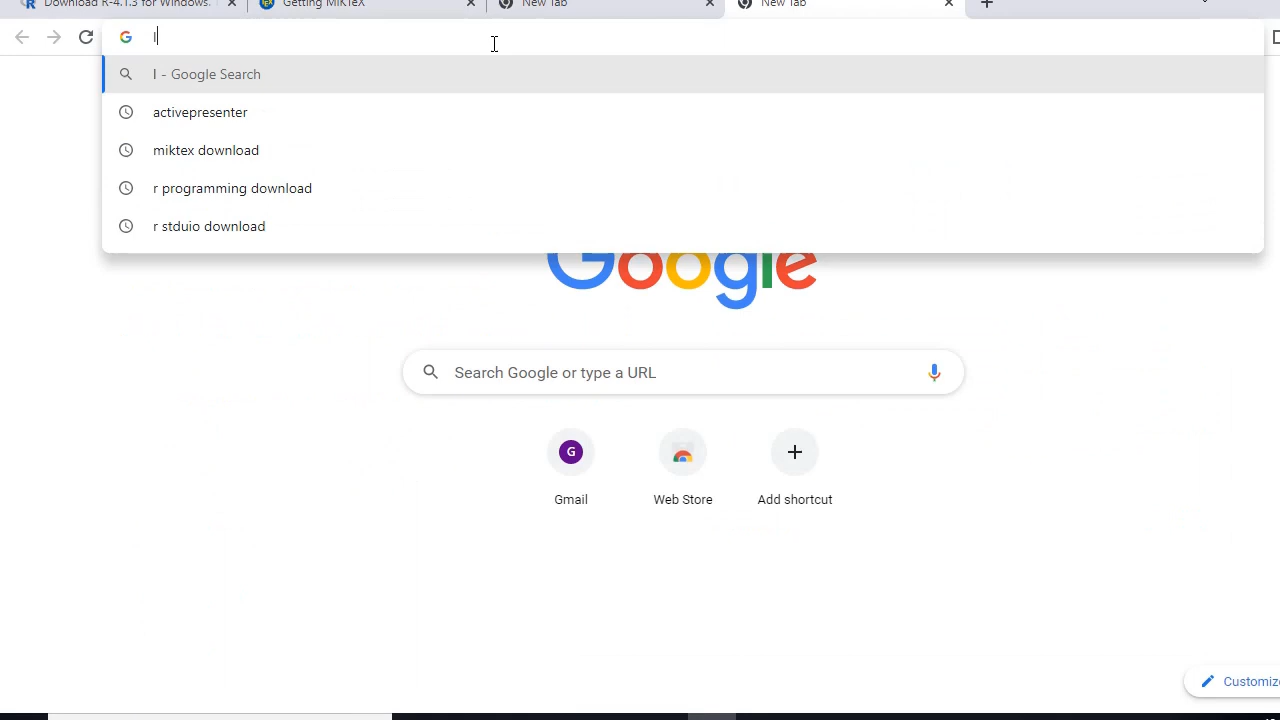 Download R-4.1.3 for Windows.
Getting MiKTeX
New Tab
New Tab
l
l - Google Search
activepresenter
miktex download
r programming download
r stduio download
Google
Search Google or type a URL
G
Gmail
Web Store
Add shortcut
Customize